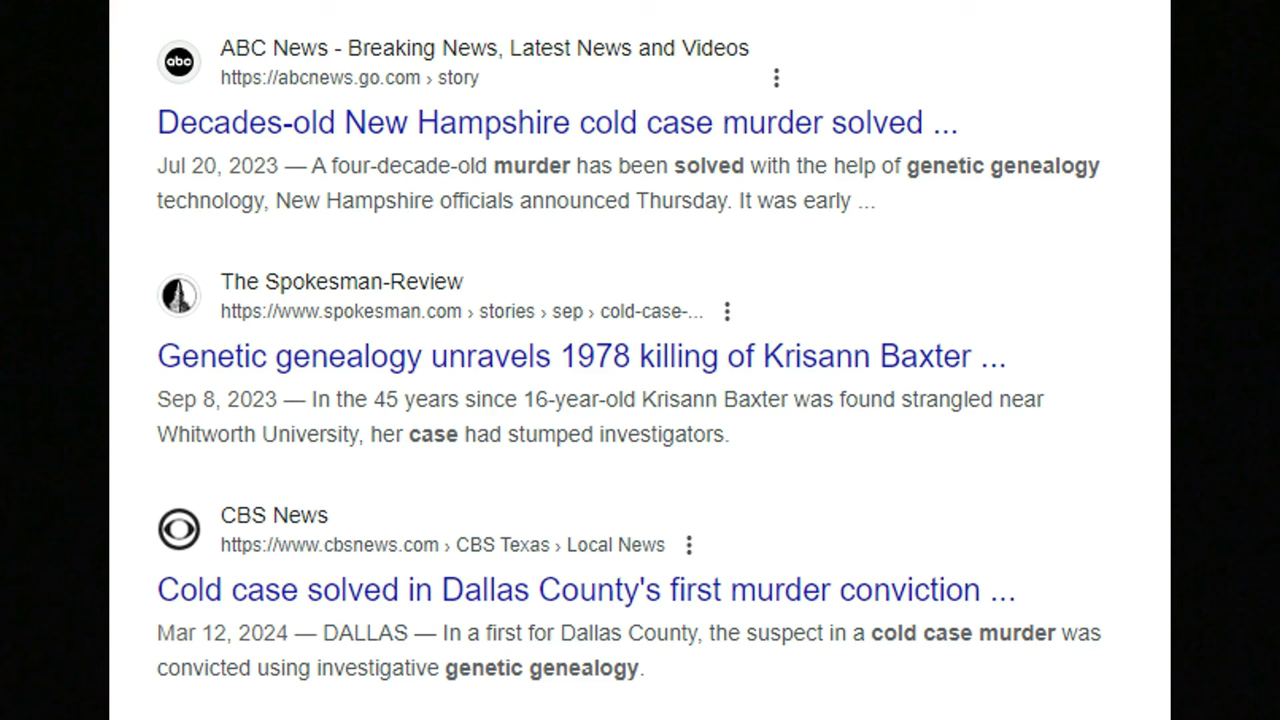 abc
ABC News - Breaking News, Latest News and Videos
https://abcnews.go.com › story
Decades-old New Hampshire cold case murder solved ...
Jul 20, 2023 — A four-decade-old murder has been solved with the help of genetic genealogy
technology, New Hampshire officials announced Thursday. It was early ...
The Spokesman-Review
https://www.spokesman.com › stories › sep › cold-case-...
Genetic genealogy unravels 1978 killing of Krisann Baxter ...
Sep 8, 2023 — In the 45 years since 16-year-old Krisann Baxter was found strangled near
Whitworth University, her case had stumped investigators.
CBS News
https://www.cbsnews.com › CBS Texas › Local News
Cold case solved in Dallas County's first murder conviction ...
Mar 12, 2024 — DALLAS — In a first for Dallas County, the suspect in a cold case murder was
convicted using investigative genetic genealogy.